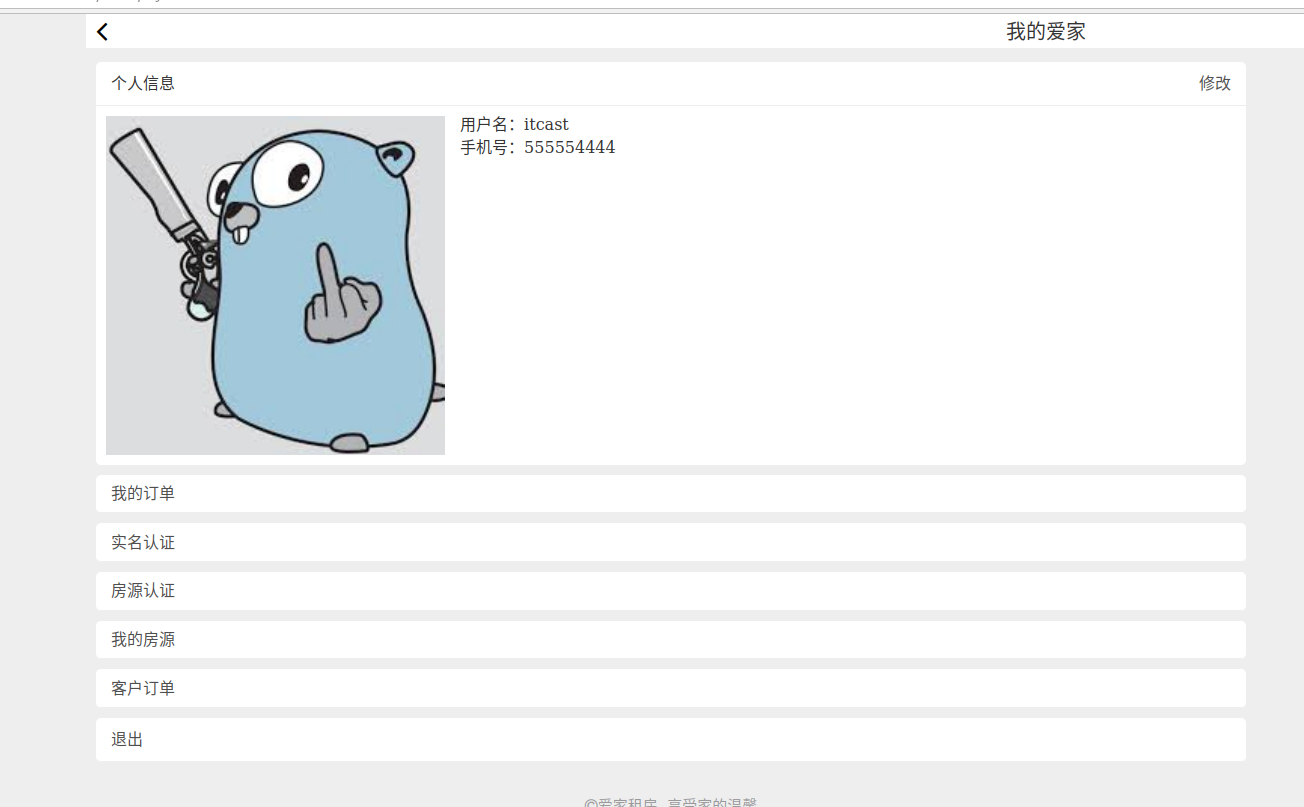 我的爱家
个人信息
修改
用户名：itcast
手机号：555554444
我的订单
实名认证
房源认证
我的房源
客户订单
退出
©爱家租房 享受家的温馨